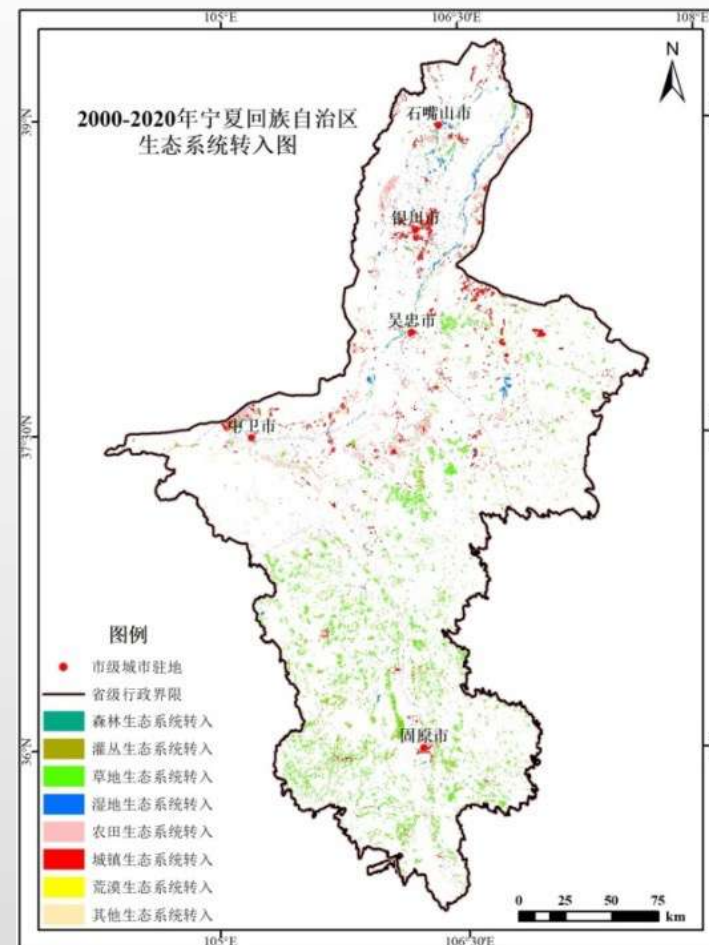 105°E 106°30′E 108°E
N
2000-2020年宁夏回族自治区
生态系统转入图
39°N
石嘴山市
银川市
吴忠市
37°30′N
中卫市
固原市
36°N
图例
市级城市驻地
省级行政界限
森林生态系统转入
灌丛生态系统转入
草地生态系统转入
湿地生态系统转入
农田生态系统转入
城镇生态系统转入
荒漠生态系统转入
其他生态系统转入
0 25 50 75
km
105°E 106°30′E